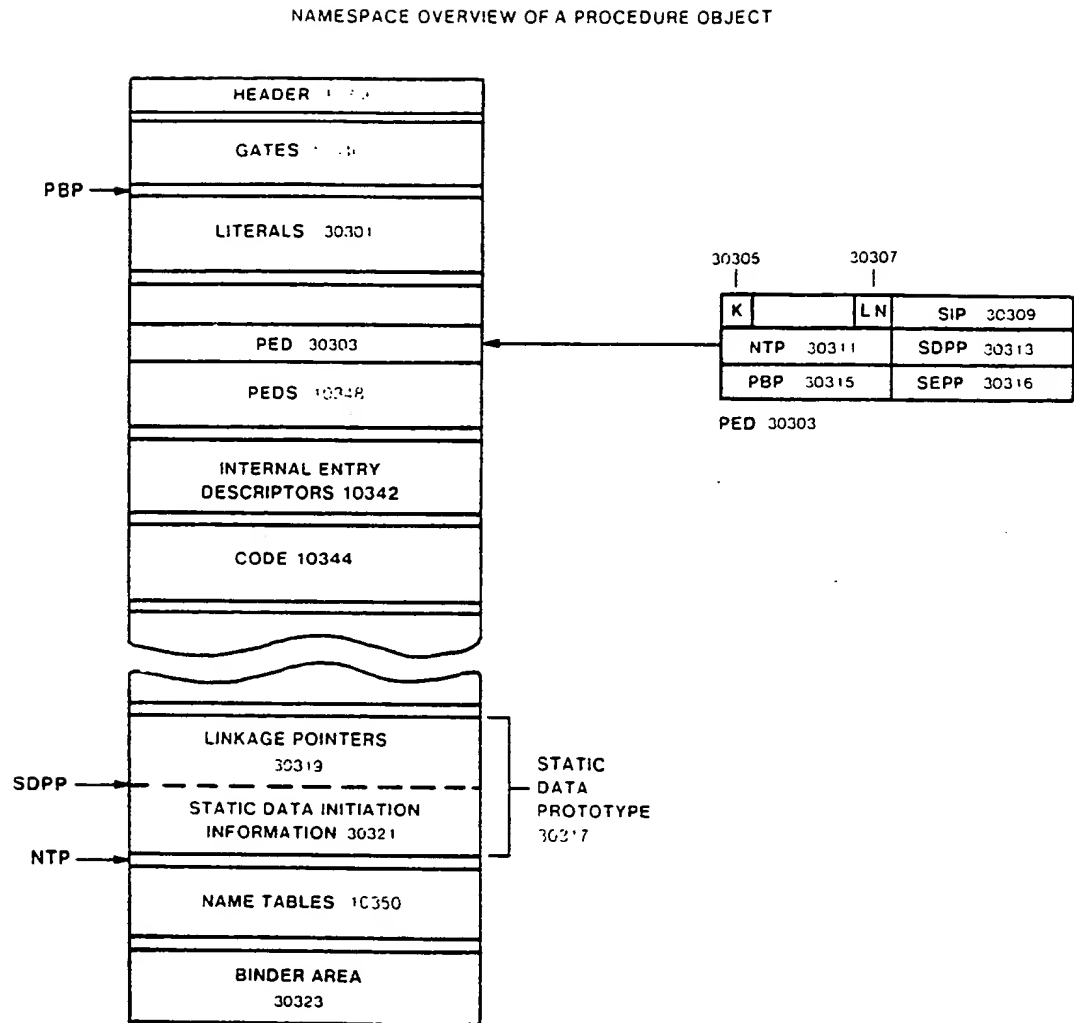 NAMESPACE OVERVIEW OF A PROCEDURE OBJECT
HEADER
GATES
PBP
LITERALS 30301
30305 30307
K LN SIP 30309
PED 30303
NTP 30311 SDPP 30313
PBP 30315 SEPP 30316
PEDS 10348
PED 30303
INTERNAL ENTRY
DESCRIPTORS 10342
CODE 10344
LINKAGE POINTERS
30319
SDPP
STATIC
DATA
PROTOTYPE
30317
STATIC DATA INITIATION
INFORMATION 30321
NTP
NAME TABLES 10350
BINDER AREA
30323